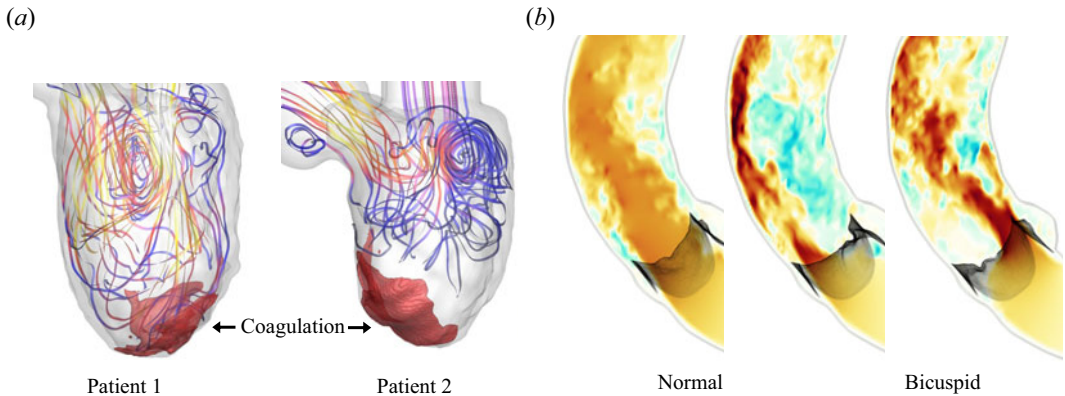 (a)
(b)
Coagulation
Patient 1
Patient 2
Normal
Bicuspid